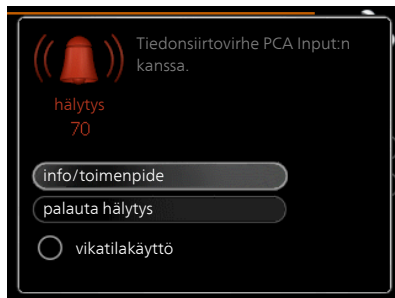 Tiedonsiirtovirhe PCA Input:n
kanssa.
hälytys
70
info/toimenpide
palauta hälytys
vikatilakäyttö